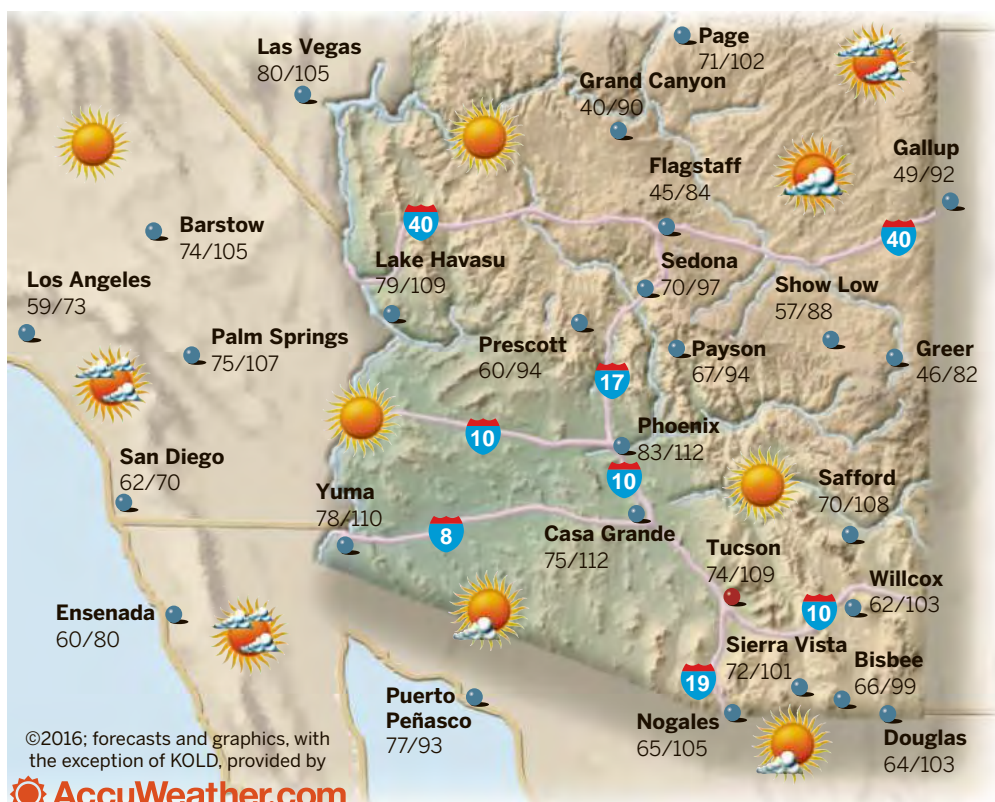 Page
71/102
Las Vegas
80/105
Grand Canyon
40/90
Gallup
49/92
Flagstaff
45/84
40
40
Barstow
74/105
Lake Havasu
79/109
Sedona
70/97
Show Low
57/88
Los Angeles
59/73
Palm Springs
75/107
Prescott
60/94
Payson
67/94
Greer
46/82
17
Phoenix
83/112
10
San Diego
62/70
10
Safford
70/108
Yuma
78/110
8
Casa Grande
75/112
Tucson
74/109
Willcox
62/103
10
Ensenada
60/80
Sierra Vista
72/101
Bisbee
66/99
19
Puerto
Peñasco
77/93
Nogales
65/105
Douglas
64/103
©2016; forecasts and graphics, with
the exception of KOLD, provided by
AccuWeather.com